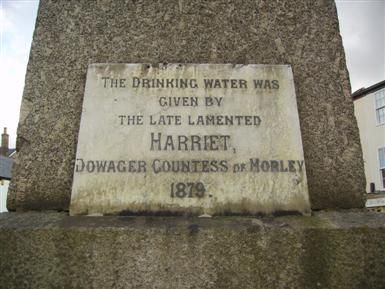 The Drinking water was
given by
the late lamented
Harriet,
Dowager Countess of Morley
1879.